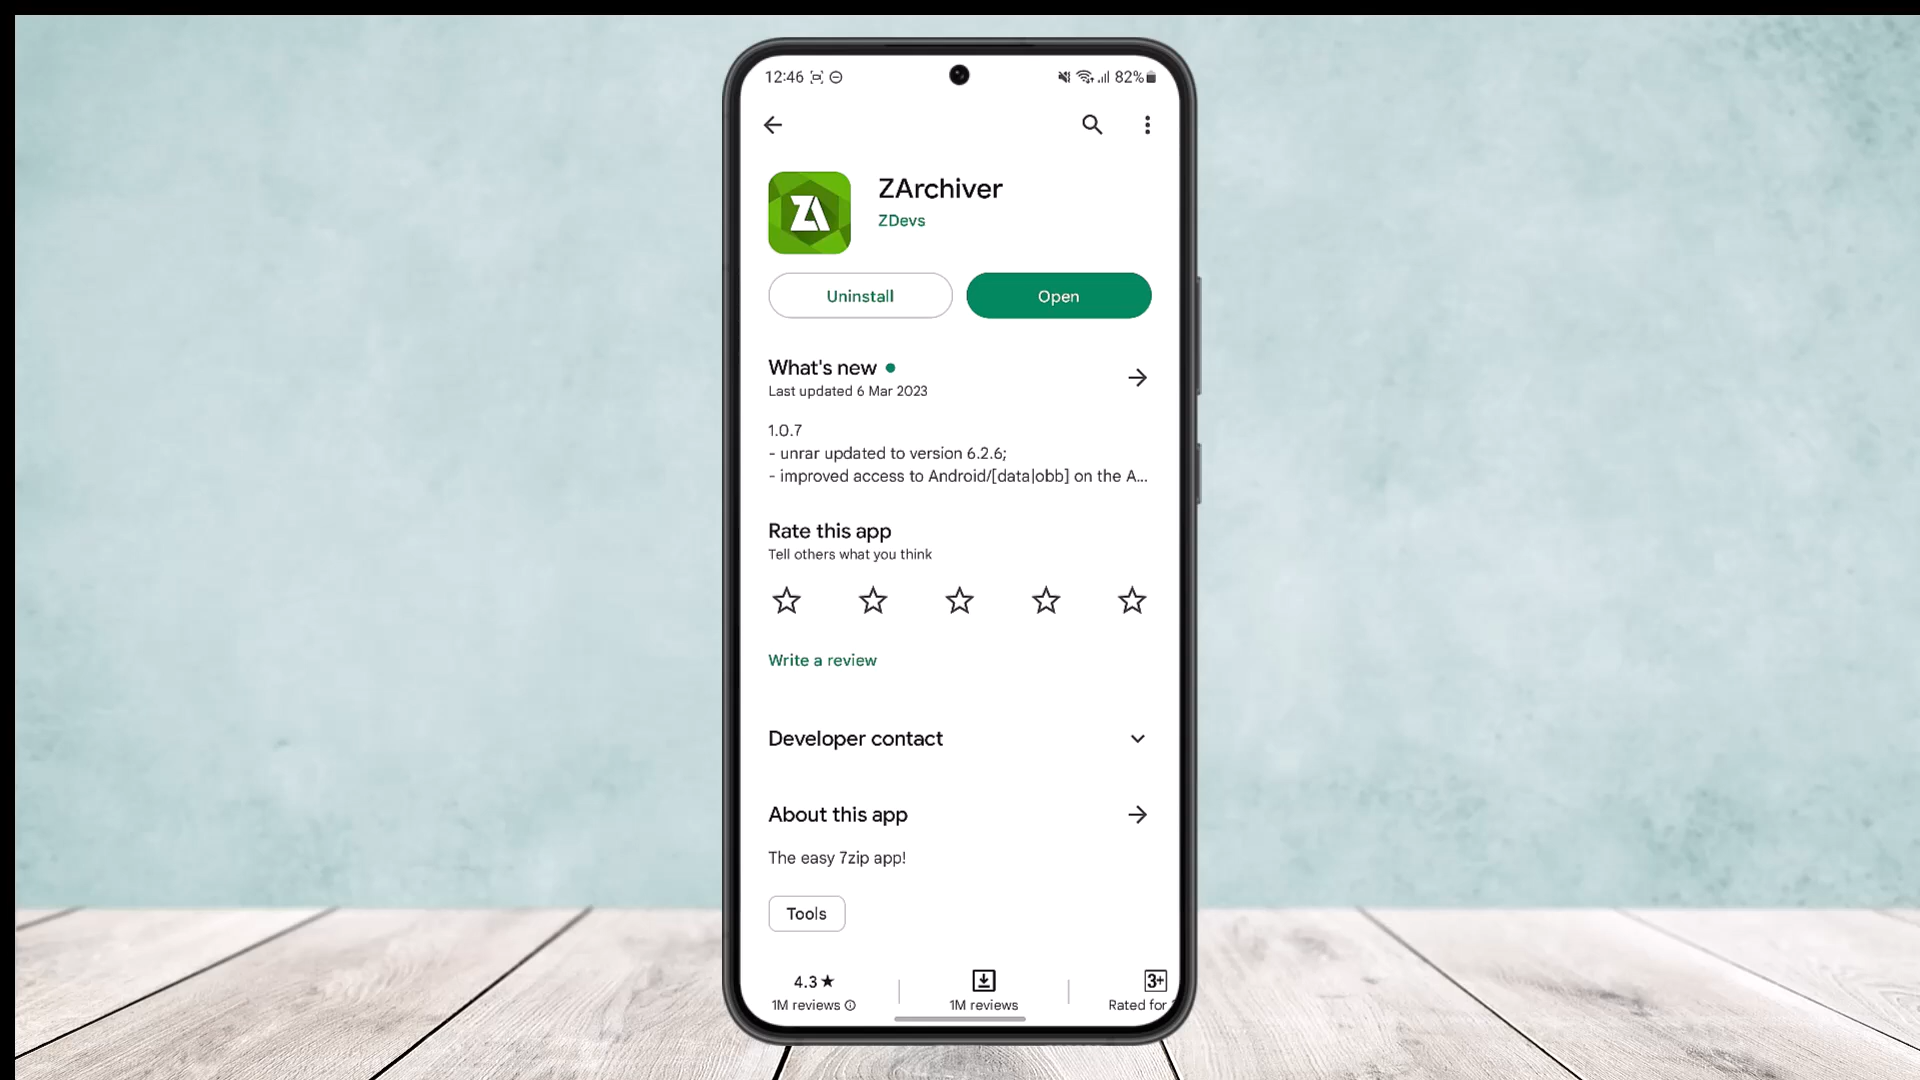 12:46 82%
ZA
ZArchiver
ZDevs
Uninstall Open
What's new
Last updated 6 Mar 2023
1.0.7
- unrar updated to version 6.2.6;
- improved access to Android/[data|obb] on the A...
Rate this app
Tell others what you think
Write a review
Developer contact
About this app
The easy 7zip app!
Tools
4.3★ 3+
1M reviews 1M reviews Rated for